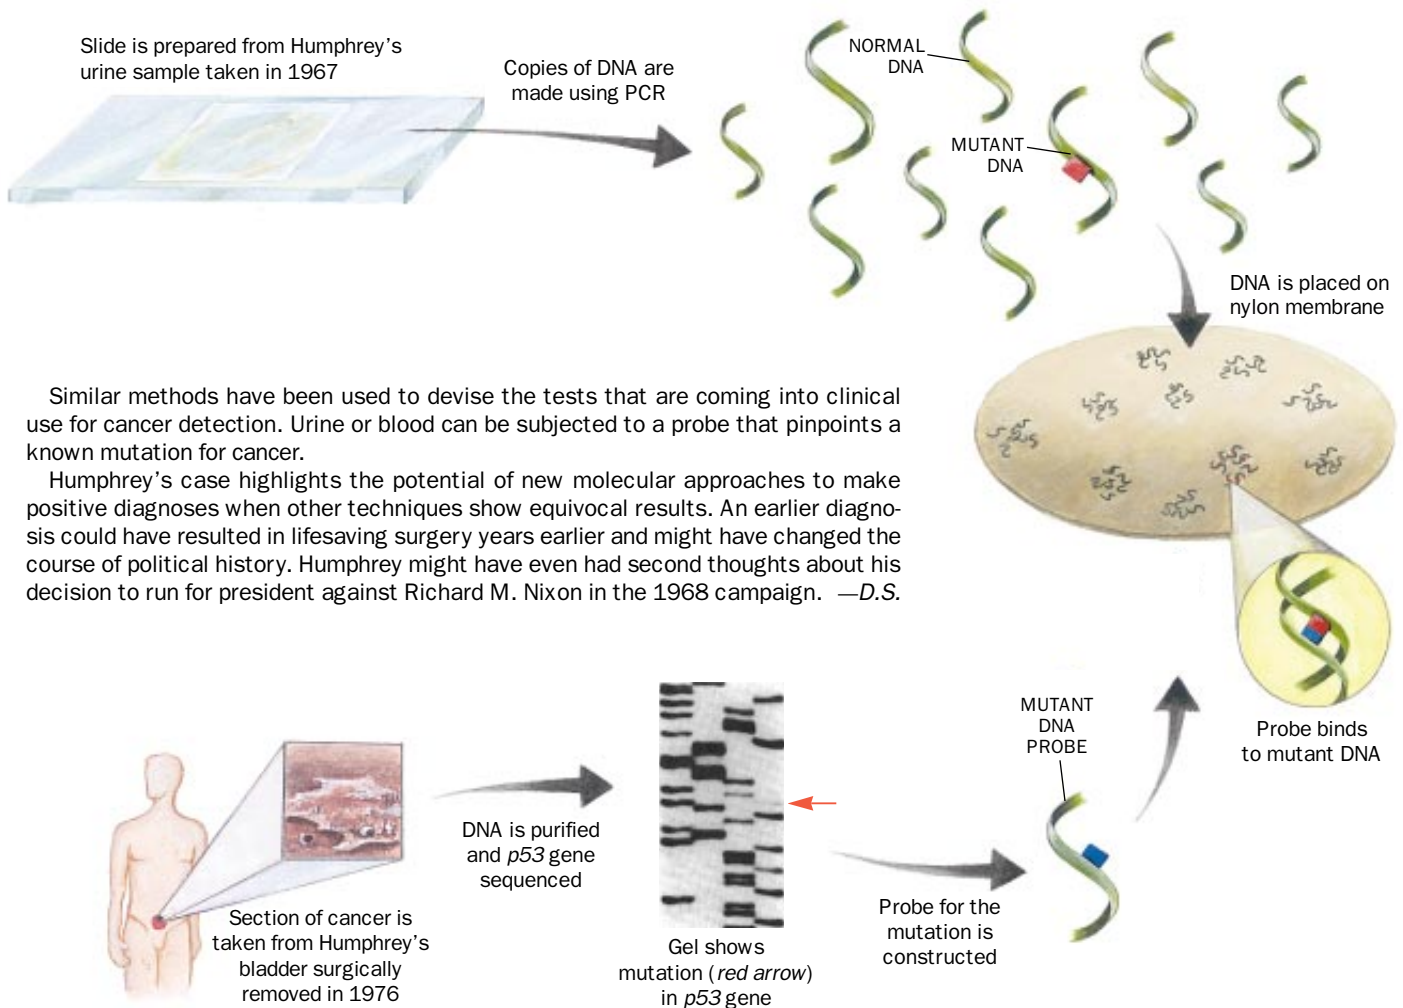 Slide is prepared from Humphrey's
urine sample taken in 1967
Copies of DNA are
made using PCR
NORMAL
DNA
MUTANT
DNA
DNA is placed on
nylon membrane
Similar methods have been used to devise the tests that are coming into clinical
use for cancer detection. Urine or blood can be subjected to a probe that pinpoints a
known mutation for cancer.
Humphrey's case highlights the potential of new molecular approaches to make
positive diagnoses when other techniques show equivocal results. An earlier diagno-
sis could have resulted in lifesaving surgery years earlier and might have changed the
course of political history. Humphrey might have even had second thoughts about his
decision to run for president against Richard M. Nixon in the 1968 campaign. —D.S.
Probe binds
to mutant DNA
MUTANT
DNA
PROBE
Section of cancer is
taken from Humphrey's
bladder surgically
removed in 1976
DNA is purified
and p53 gene
sequenced
Gel shows
mutation (red arrow)
in p53 gene
Probe for the
mutation is
constructed